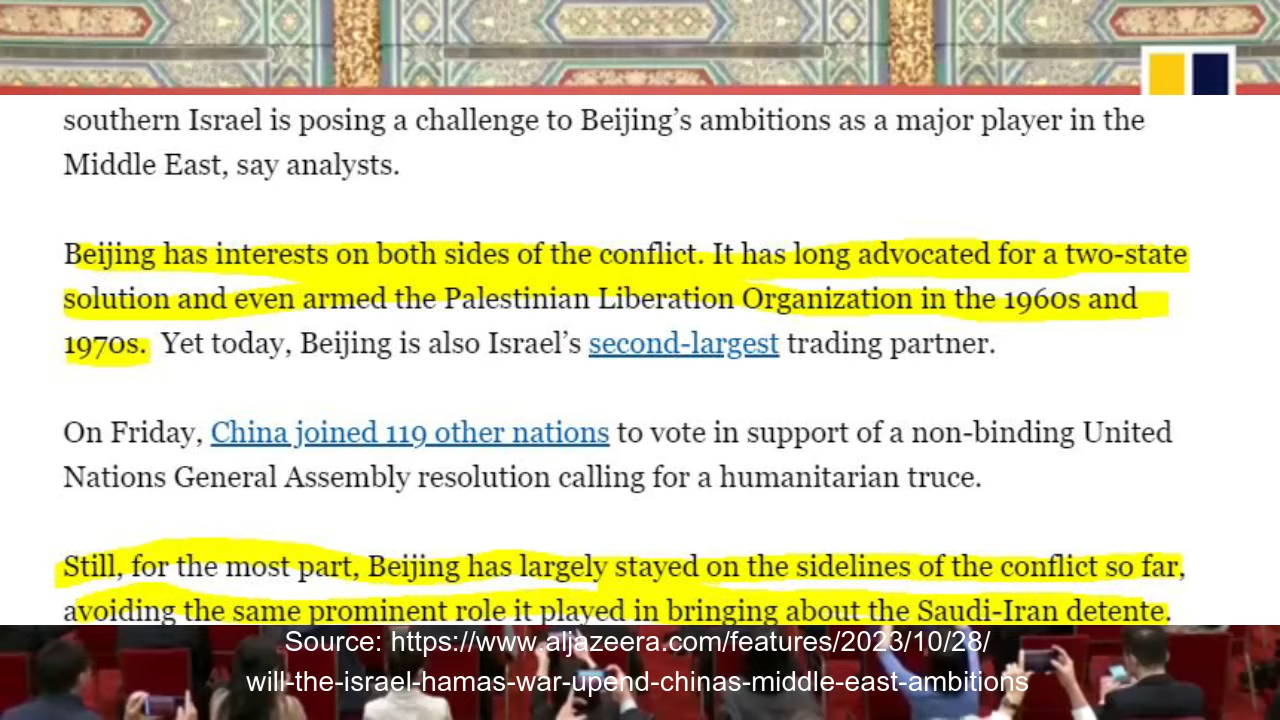 southern Israel is posing a challenge to Beijing’s ambitions as a major player in the
Middle East, say analysts.
Beijing has interests on both sides of the conflict. It has long advocated for a two-state
solution and even armed the Palestinian Liberation Organization in the 1960s and
1970s. Yet today, Beijing is also Israel’s second-largest trading partner.
On Friday, China joined 119 other nations to vote in support of a non-binding United
Nations General Assembly resolution calling for a humanitarian truce.
Still, for the most part, Beijing has largely stayed on the sidelines of the conflict so far,
avoiding the same prominent role it played in bringing about the Saudi-Iran detente.
Source: https://www.aljazeera.com/features/2023/10/28/
will-the-israel-hamas-war-upend-chinas-middle-east-ambitions